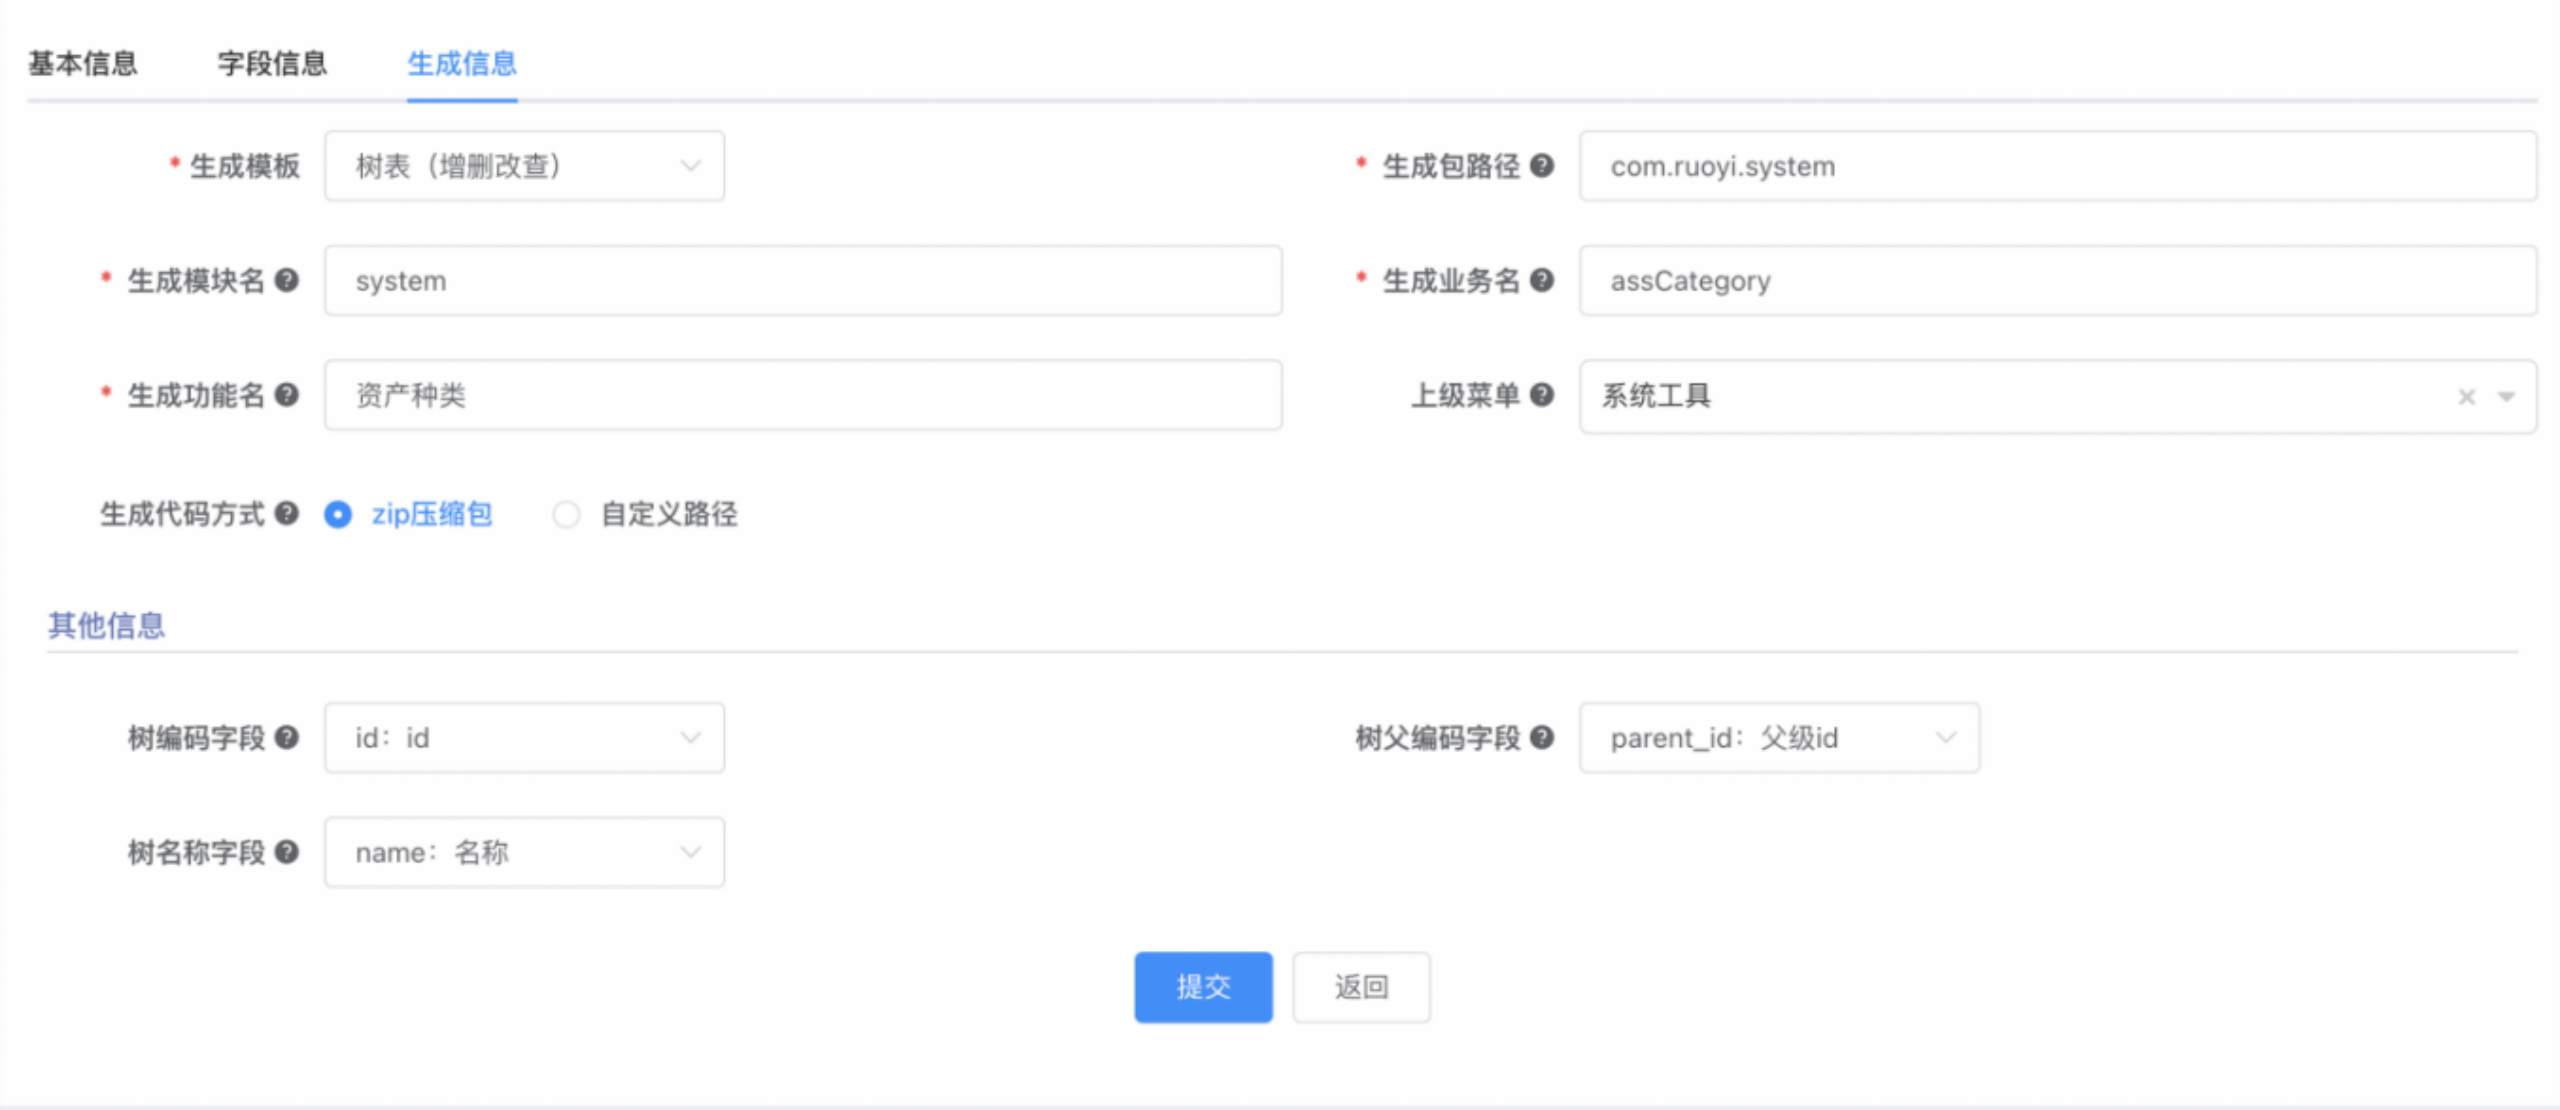 基本信息 字段信息 生成信息
* 生成模板 树表（增删改查） * 生成包路径 com.ruoyi.system
* 生成模块名 system * 生成业务名 assCategory
* 生成功能名 资产种类 上级菜单 系统工具
生成代码方式 zip压缩包 自定义路径
其他信息
树编码字段 id：id 树父编码字段 parent_id：父级id
树名称字段 name：名称
提交 返回